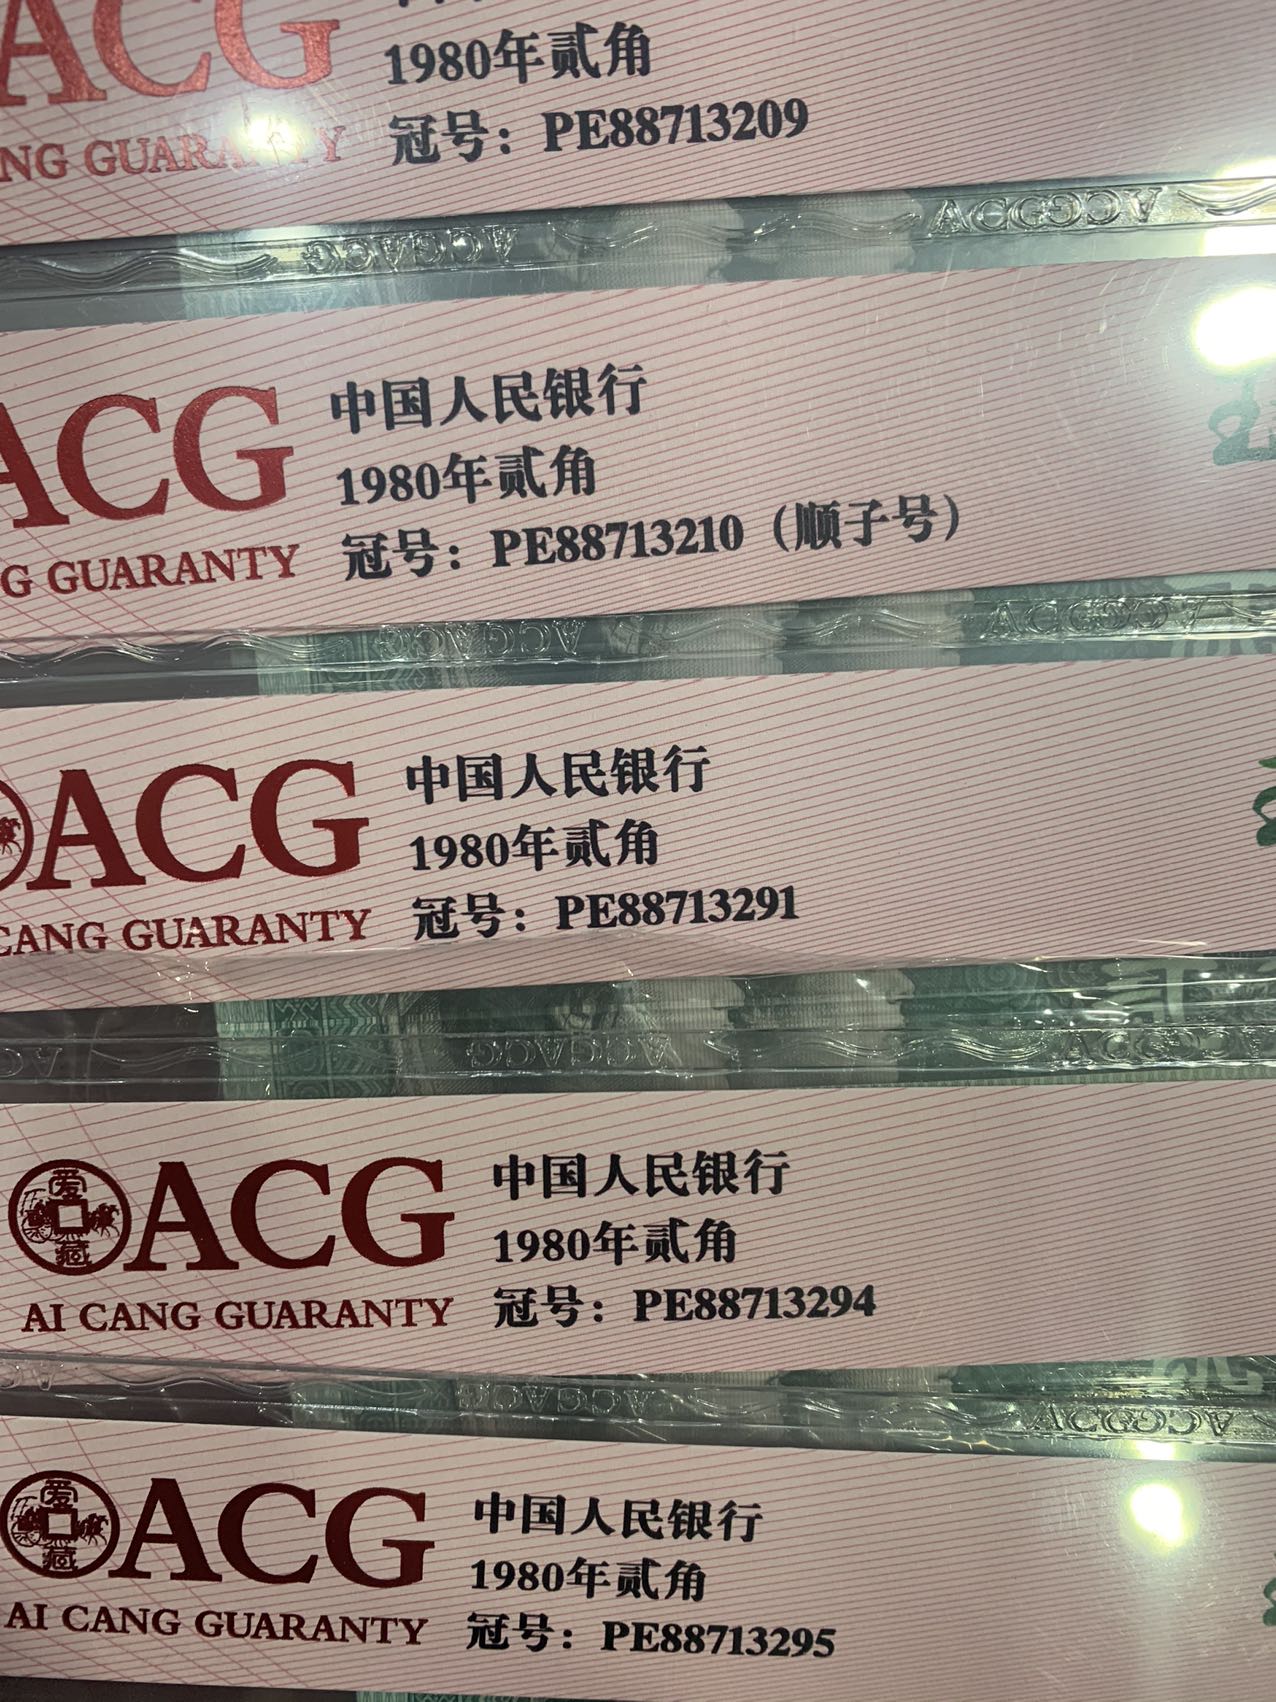 ACG
1980年贰角
NG GUARANTY
冠号：PE88713209
ACGACG
ACG
中国人民银行
1980年贰角
G GUARANTY
冠号：PE88713210（顺子号）
ACGACG
ACG
中国人民银行
1980年贰角
CANG GUARANTY
冠号：PE88713291
ACGACG
爱藏
ACG
中国人民银行
1980年贰角
AI CANG GUARANTY
冠号：PE88713294
ACGACG
爱藏
ACG
中国人民银行
1980年贰角
AI CANG GUARANTY
冠号：PE88713295